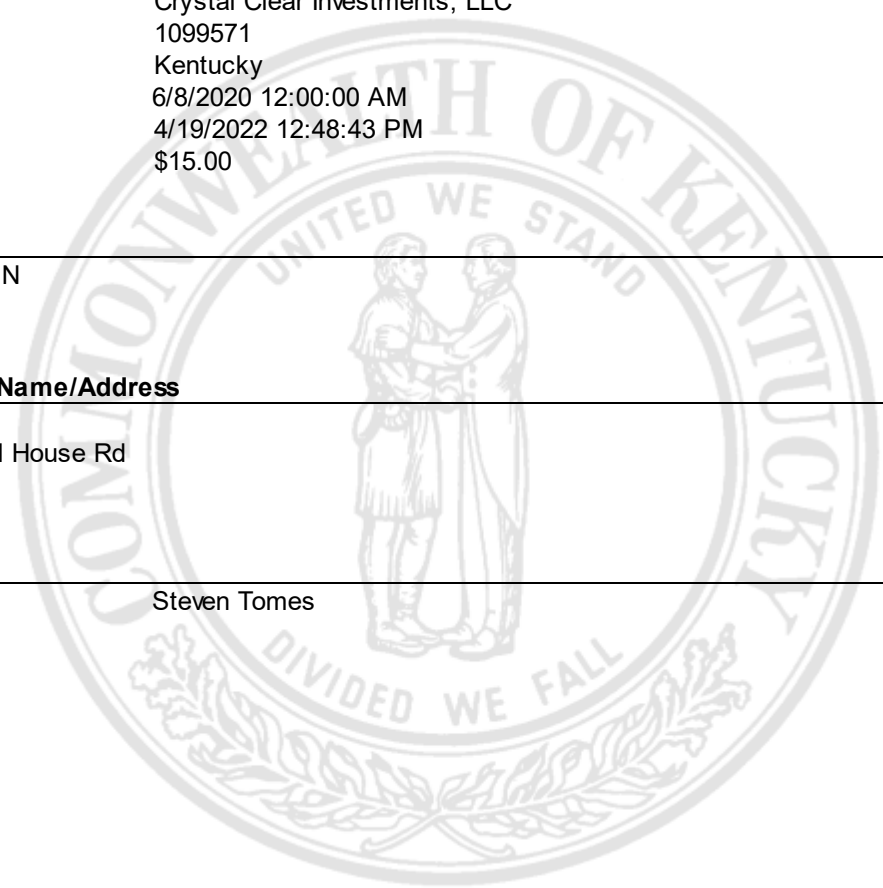 Crystal Clear Investments, LLC
1099571
Kentucky
6/8/2020 12:00:00 AM
4/19/2022 12:48:43 PM
$15.00
COMMONWEALTH OF KENTUCKY
UNITED WE STAND
N
Name/Address
House Rd
Steven Tomes
DIVIDED WE FALL